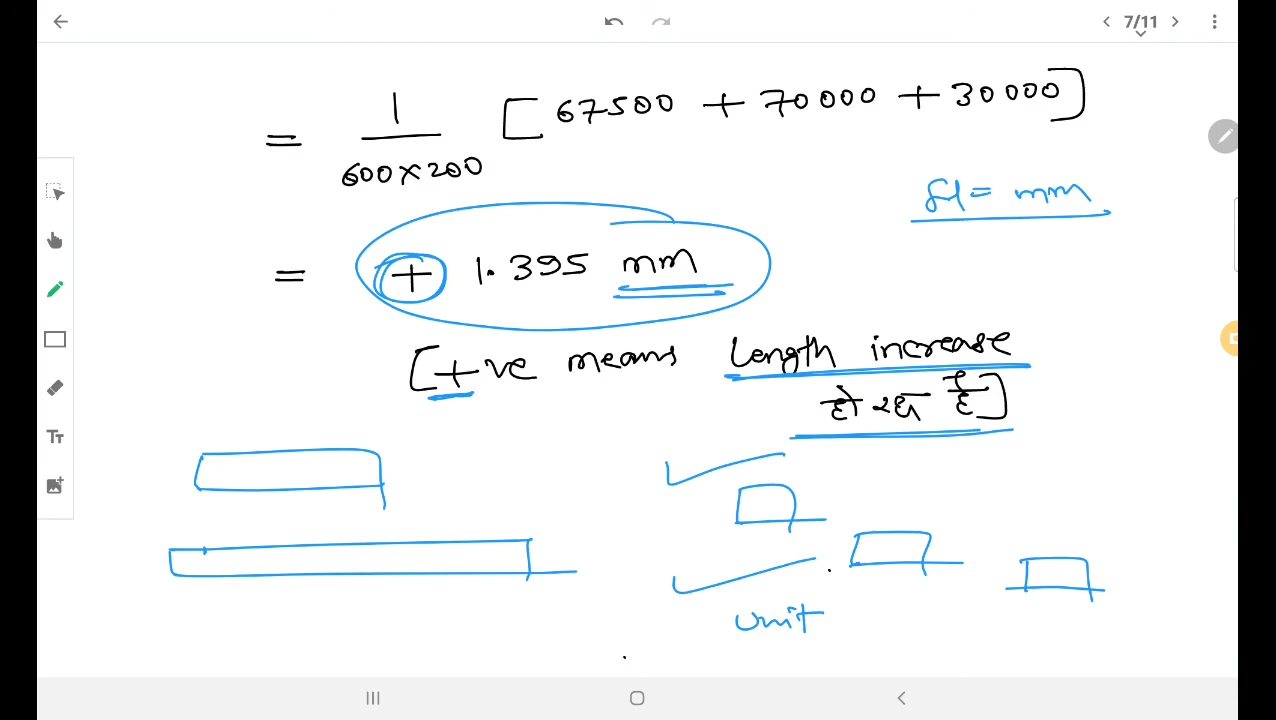 7/11
= 1/600×200 [67500 + 70000 + 30000]
δl = mm
= + 1.395 mm
[+ve means length increase
हो रहा है]
unit
Tт